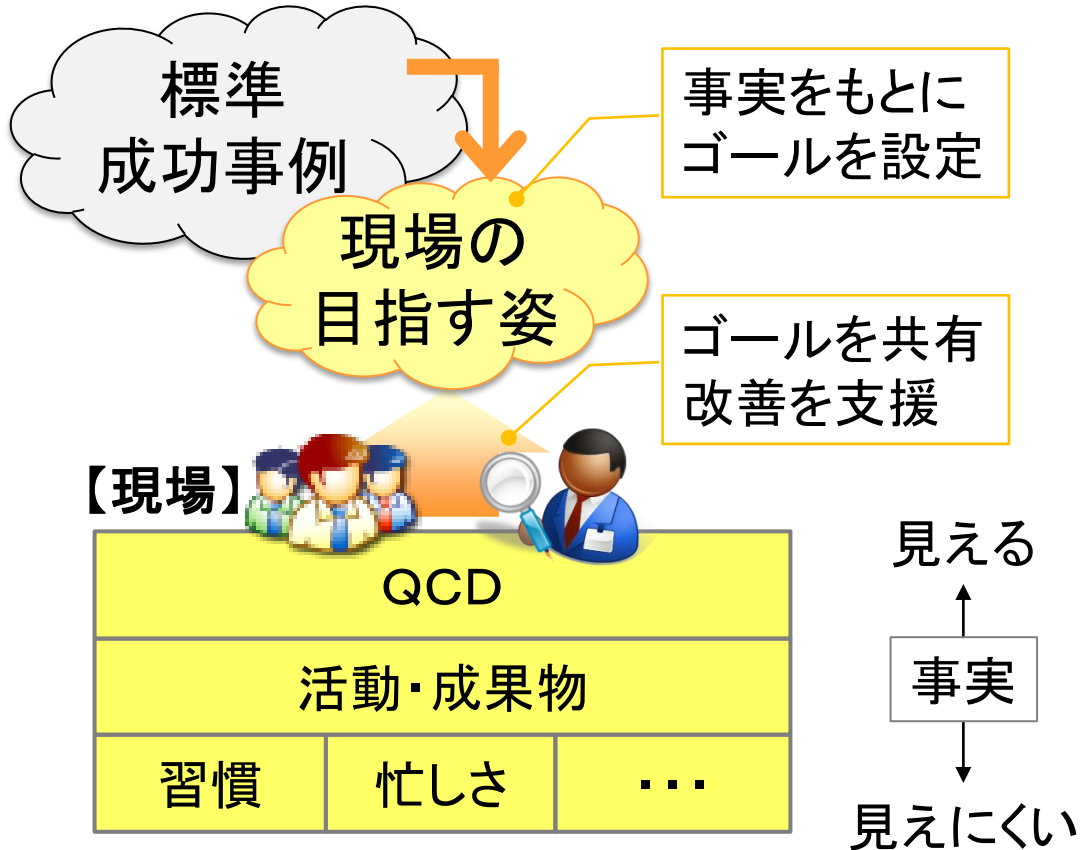 標準
成功事例
事実をもとに
ゴールを設定
現場の
目指す姿
ゴールを共有
改善を支援
【現場】
QCD
活動・成果物
習慣
忙しさ
・・・
見える
事実
見えにくい